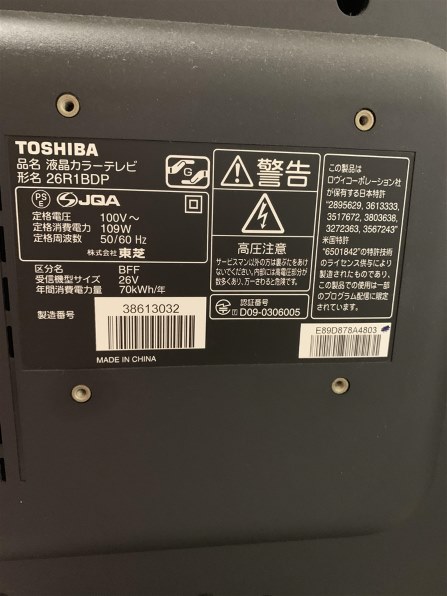 TOSHIBA
品名 液晶カラーテレビ
形名 26R1BDP
PS
E
JQA
定格電圧 100V～
定格消費電力 109W
定格周波数 50/60 Hz
株式会社 東芝
区分名 BFF
受信機型サイズ 26V
年間消費電力量 70kWh/年
製造番号
38613032
MADE IN CHINA
G
警告
高圧注意
サービスマン以外の方は裏ぶたをあけ
ないでください。内部には高電圧部分が
数多くあり、万一さわると危険です。
認証番号
D09-0306005
この製品は
ロヴィコーポレーション社
が保有する日本特許
"2895629, 3613333,
3517672, 3803638,
3272363, 3567243"
米国特許
"6501842"の特許技術
のライセンス供与により
製造されたものであり、
この製品の使用は一部の
プログラム配信に限定さ
れています。
E89D878A4803